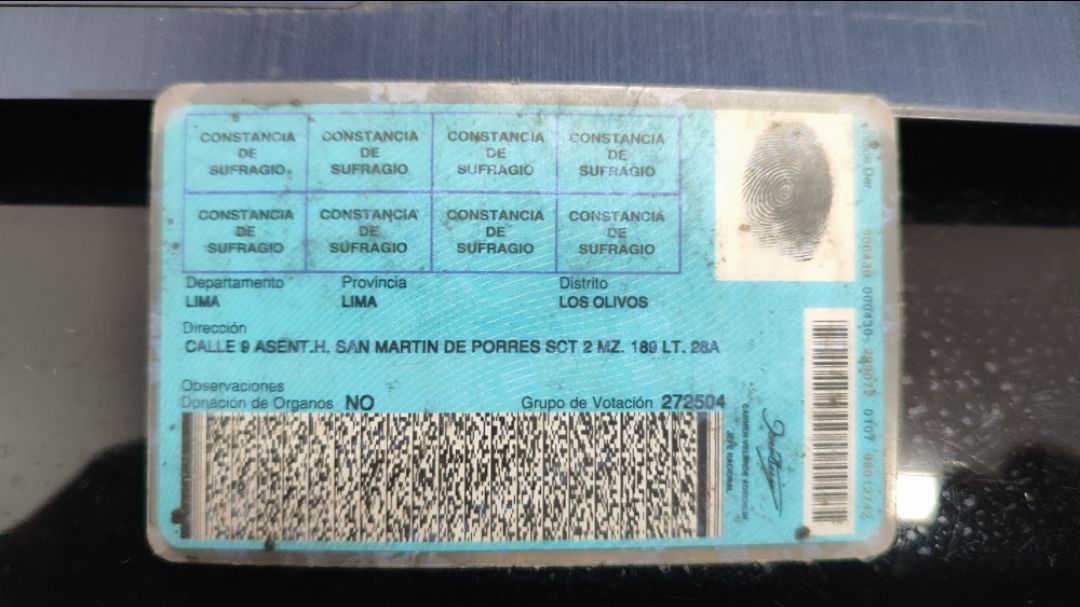 CONSTANCIA DE SUFRAGIO
CONSTANCIA DE SUFRAGIO
CONSTANCIA DE SUFRAGIO
CONSTANCIA DE SUFRAGIO
CONSTANCIA DE SUFRAGIO
CONSTANCIA DE SUFRAGIO
CONSTANCIA DE SUFRAGIO
CONSTANCIA DE SUFRAGIO
Departamento Provincia Distrito
LIMA LIMA LOS OLIVOS
Dirección
CALLE 9 ASENT.H. SAN MARTIN DE PORRES SCT 2 MZ. 189 LT. 28A
Observaciones
Donación de Organos NO Grupo de Votación 272504
JEFE NACIONAL